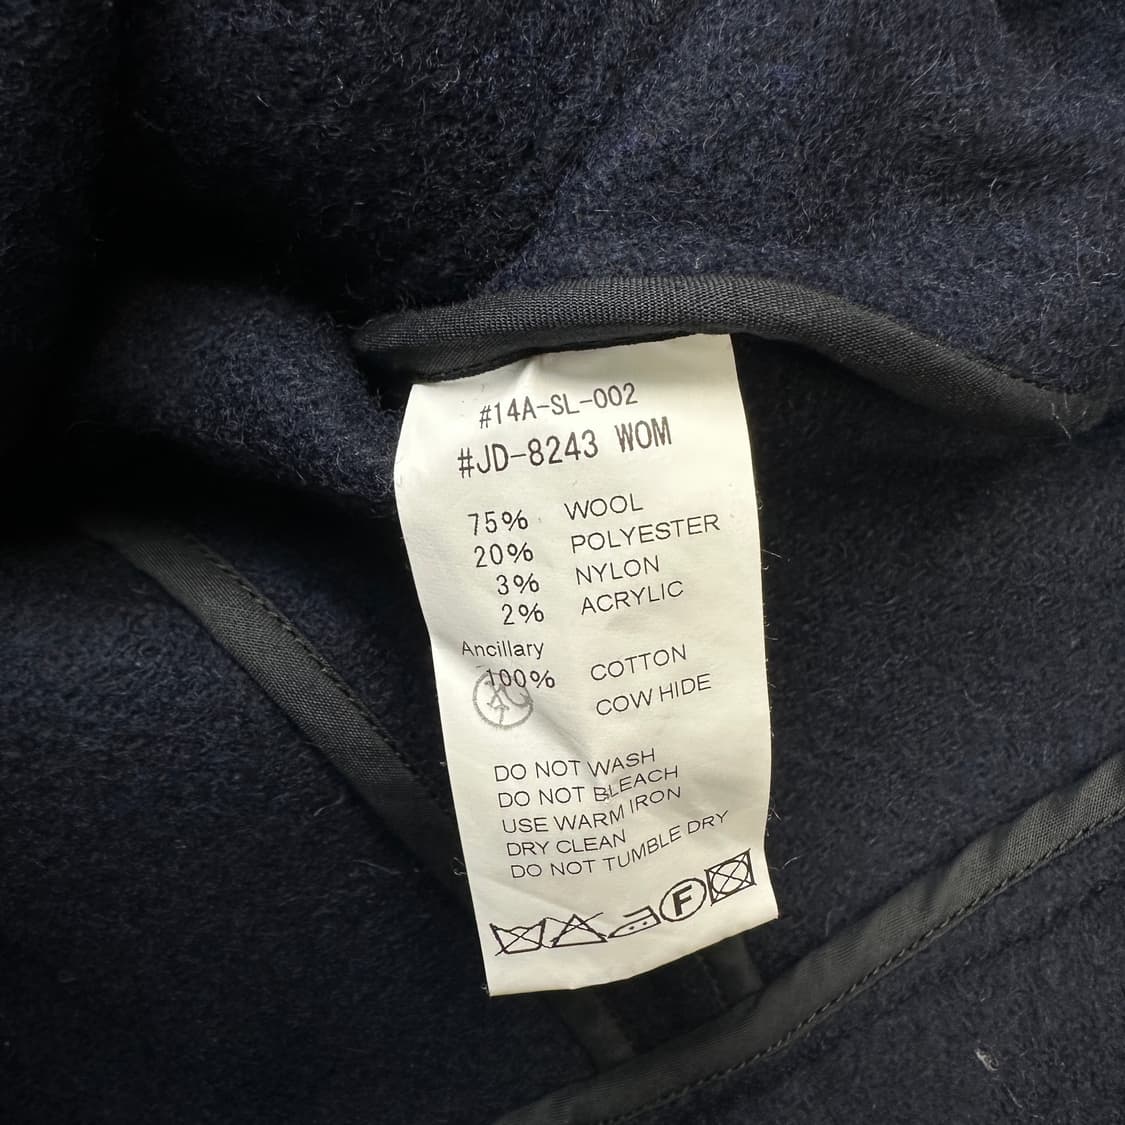 #14A-SL-002
#JD-8243 WOM
75% WOOL
20% POLYESTER
3% NYLON
2% ACRYLIC
Ancillary
100% COTTON
COW HIDE
DO NOT WASH
DO NOT BLEACH
USE WARM IRON
DRY CLEAN
DO NOT TUMBLE DRY
F